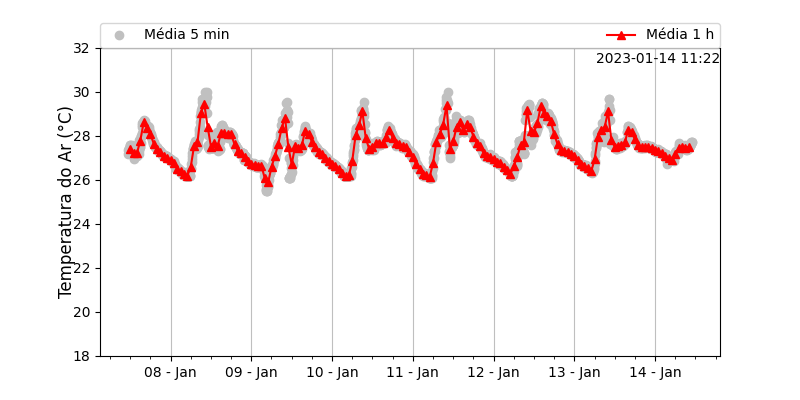 Média 5 min
Média 1 h
2023-01-14 11:22
Temperatura do Ar (°C)
32
30
28
26
24
22
20
18
08 - Jan
09 - Jan
10 - Jan
11 - Jan
12 - Jan
13 - Jan
14 - Jan